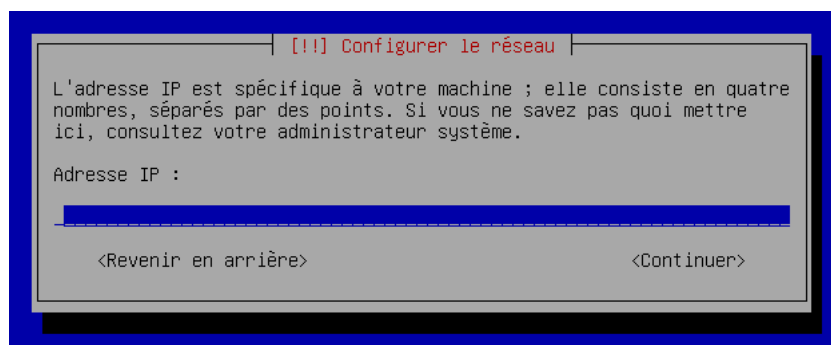 [!!] Configurer le réseau
L'adresse IP est spécifique à votre machine ; elle consiste en quatre
nombres, séparés par des points. Si vous ne savez pas quoi mettre
ici, consultez votre administrateur système.
Adresse IP :
<Revenir en arrière> <Continuer>